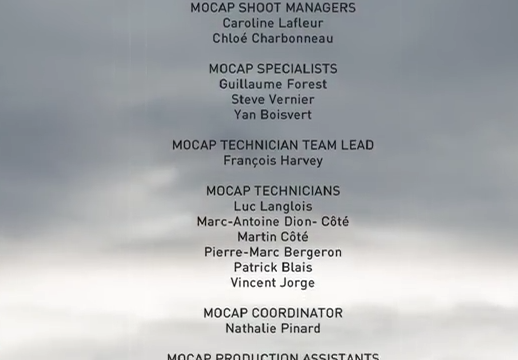 MOCAP SHOOT MANAGERS
Caroline Lafleur
Chloé Charbonneau
MOCAP SPECIALISTS
Guillaume Forest
Steve Vernier
Yan Boisvert
MOCAP TECHNICIAN TEAM LEAD
François Harvey
MOCAP TECHNICIANS
Luc Langlois
Marc-Antoine Dion- Côté
Martin Côté
Pierre-Marc Bergeron
Patrick Blais
Vincent Jorge
MOCAP COORDINATOR
Nathalie Pinard
MOCAP PRODUCTION ASSISTANTS